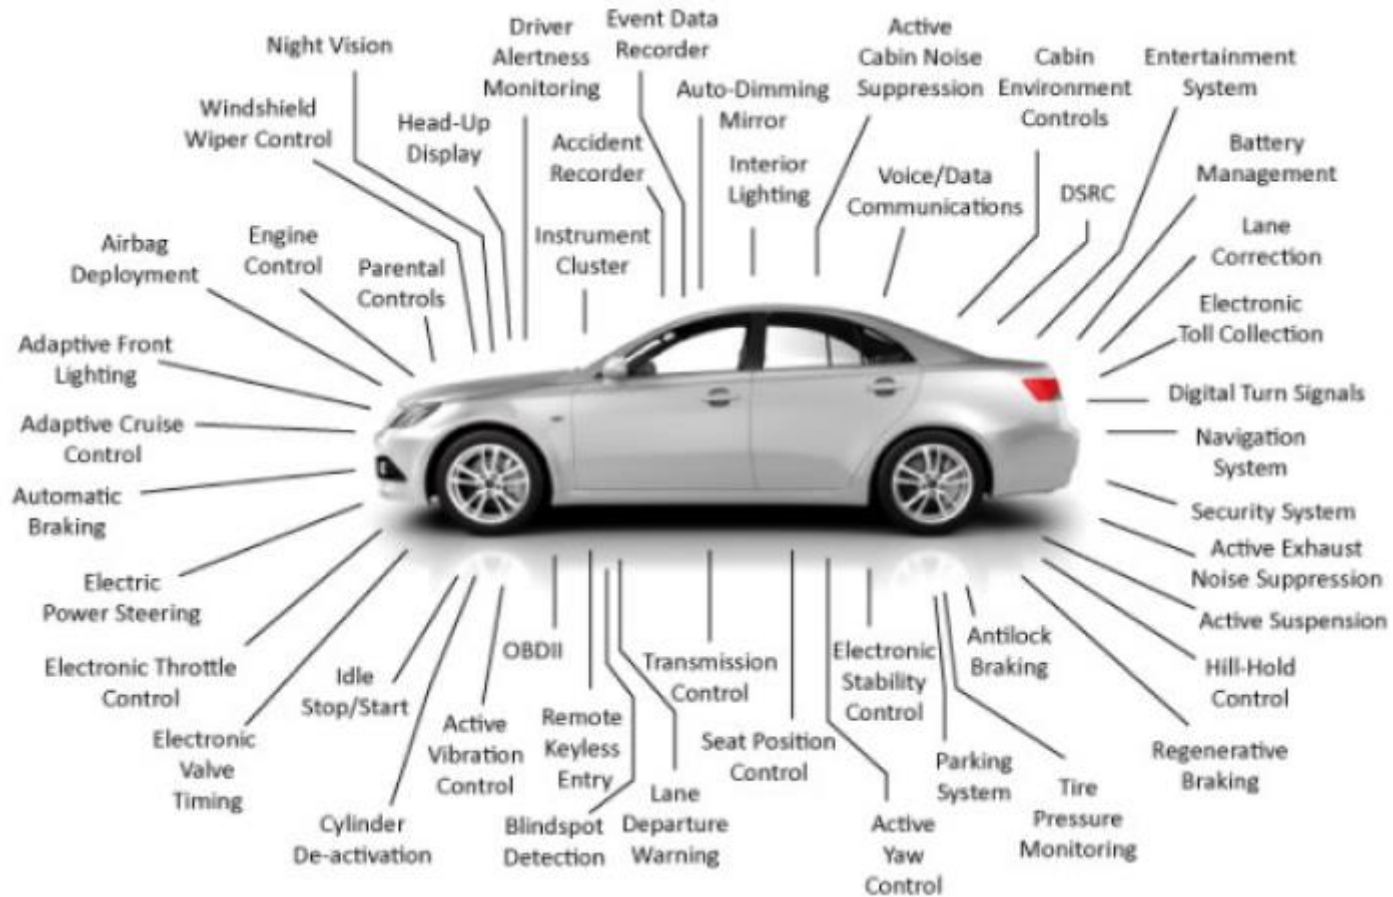 Night Vision
Driver
Alertness
Monitoring
Event Data
Recorder
Active
Cabin Noise
Suppression
Cabin
Environment
Controls
Entertainment
System
Windshield
Wiper Control
Head-Up
Display
Accident
Recorder
Auto-Dimming
Mirror
Interior
Lighting
Voice/Data
Communications
DSRC
Battery
Management
Airbag
Deployment
Engine
Control
Parental
Controls
Instrument
Cluster
Lane
Correction
Electronic
Toll Collection
Adaptive Front
Lighting
Digital Turn Signals
Adaptive Cruise
Control
Navigation
System
Automatic
Braking
Security System
Electric
Power Steering
Active Exhaust
Noise Suppression
Active Suspension
Electronic Throttle
Control
Idle
Stop/Start
OBDII
Transmission
Control
Electronic
Stability
Control
Antilock
Braking
Hill-Hold
Control
Electronic
Valve
Timing
Active
Vibration
Control
Remote
Keyless
Entry
Seat Position
Control
Parking
System
Regenerative
Braking
Cylinder
De-activation
Blindspot
Detection
Lane
Departure
Warning
Active
Yaw
Control
Tire
Pressure
Monitoring